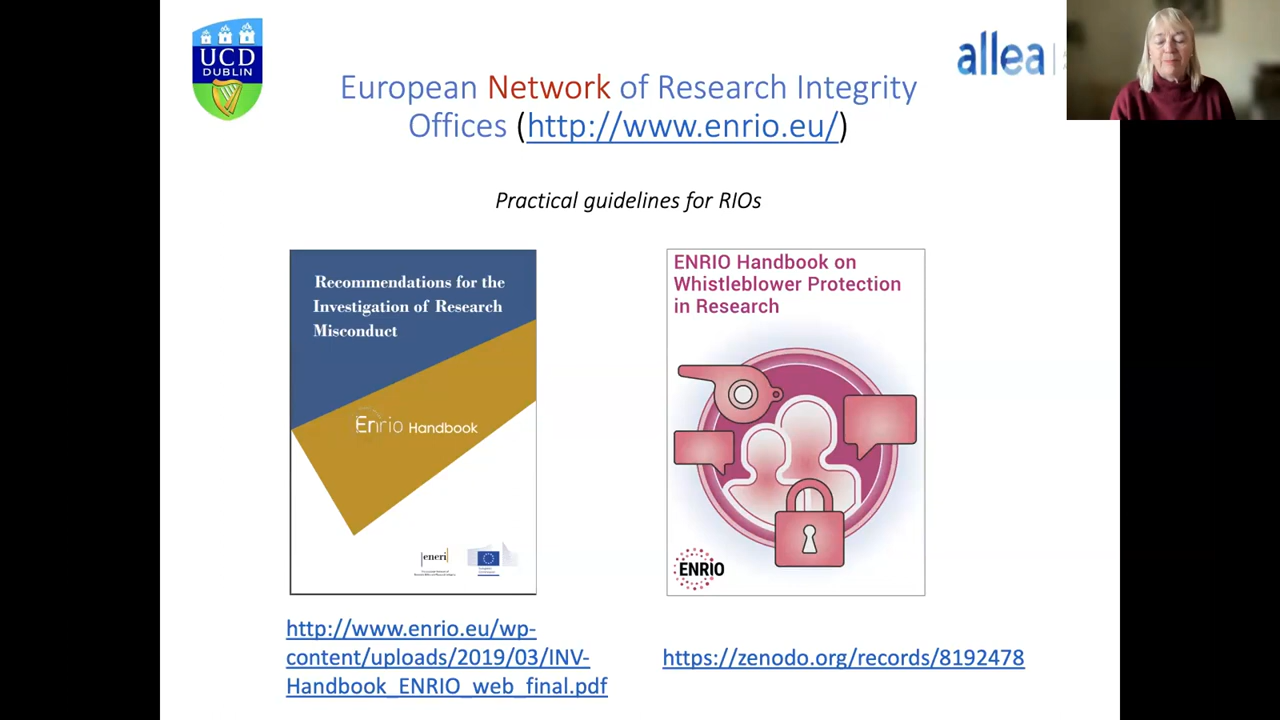 UCD
DUBLIN
allea
European Network of Research Integrity
Offices (http://www.enrio.eu/)
Practical guidelines for RIOs
Recommendations for the
Investigation of Research
Misconduct
Enrio Handbook
eneri
ENRIO Handbook on
Whistleblower Protection
in Research
ENRIO
http://www.enrio.eu/wp-
content/uploads/2019/03/INV-
Handbook_ENRIO_web_final.pdf
https://zenodo.org/records/8192478